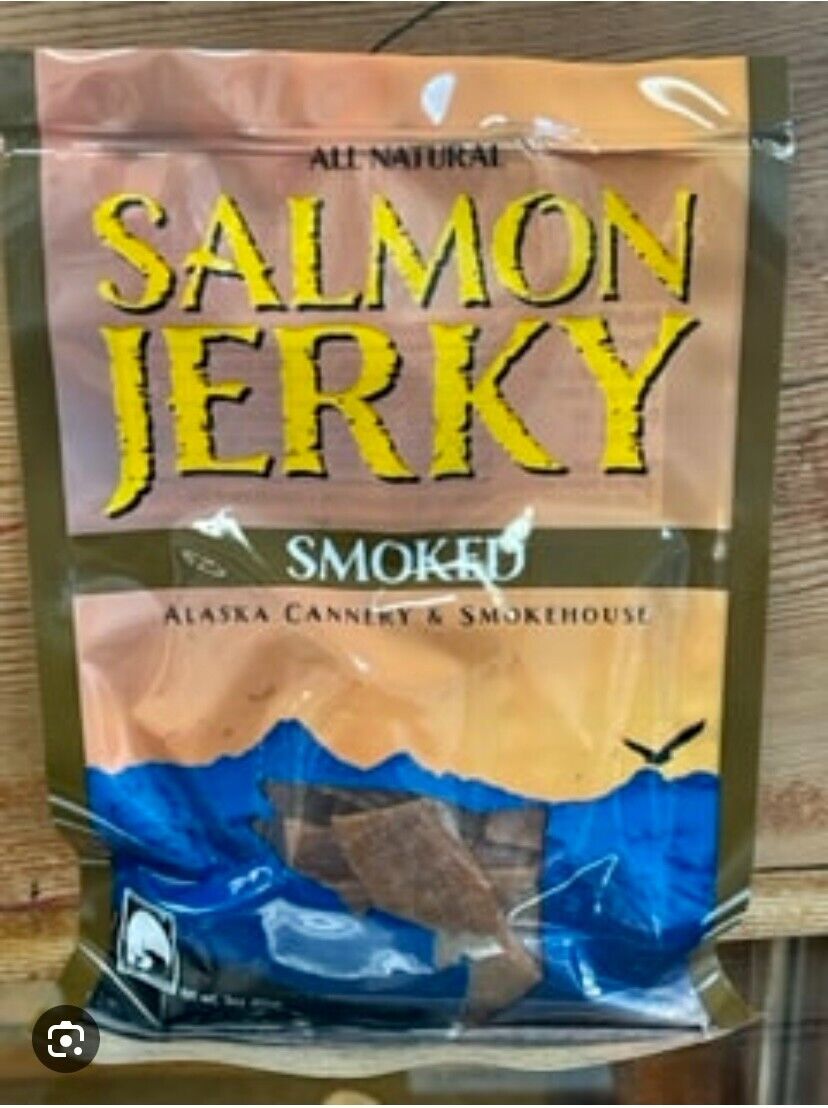 ALL NATURAL
SALMON
JERKY
SMOKED
ALASKA CANNERY & SMOKEHOUSE